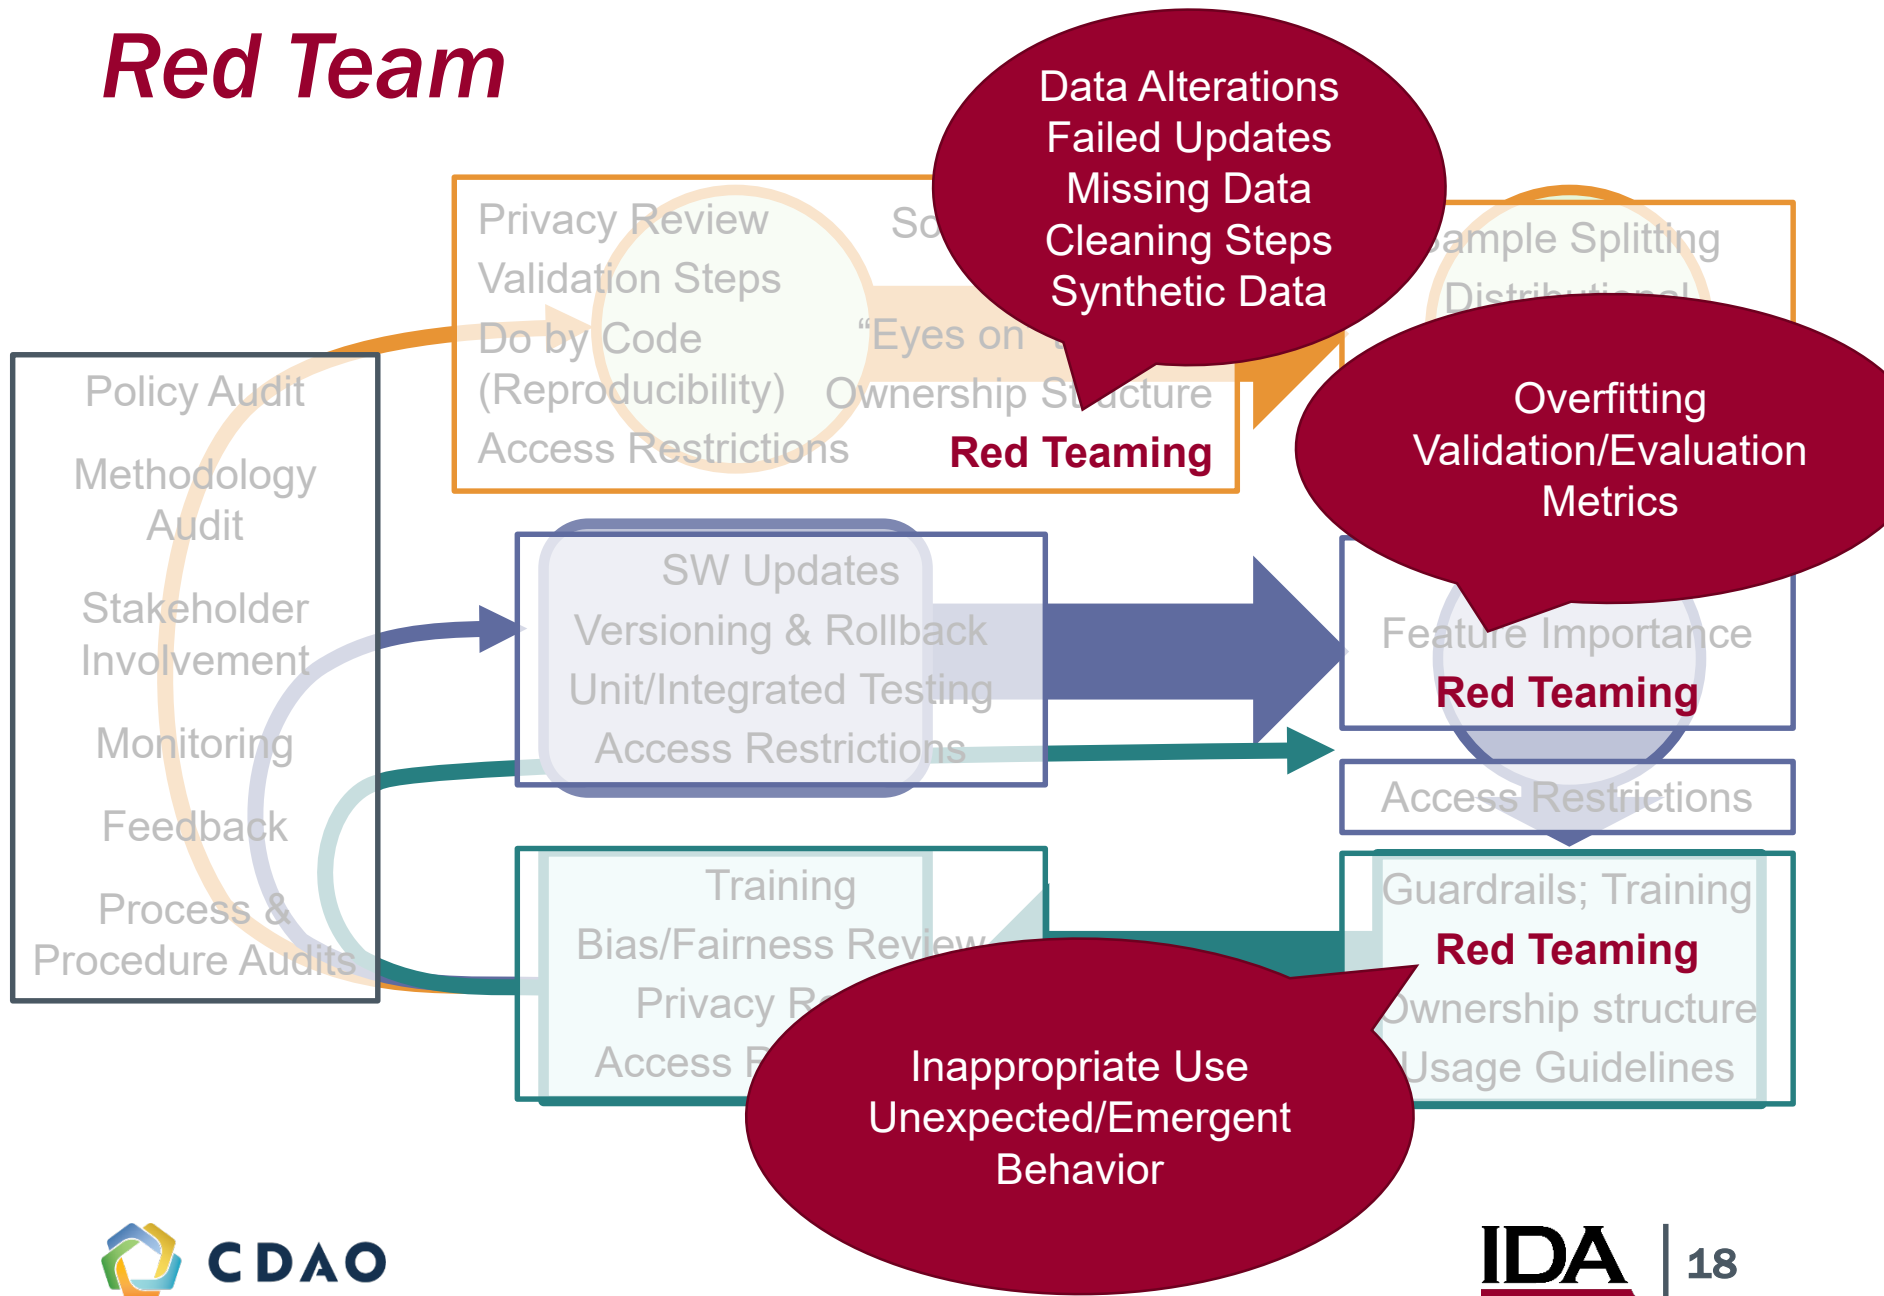 Red Team
Data Alterations
Failed Updates
Missing Data
Cleaning Steps
Synthetic Data
Privacy Review
Validation Steps
Do by Code
(Reproducibility)
Access Restrictions
“Eyes on
Ownership Structure
Red Teaming
Sample Splitting
Distributional
Overfitting
Validation/Evaluation
Metrics
Policy Audit
Methodology
Audit
Stakeholder
Involvement
Monitoring
Feedback
Process &
Procedure Audits
SW Updates
Versioning & Rollback
Unit/Integrated Testing
Access Restrictions
Feature Importance
Red Teaming
Access Restrictions
Training
Bias/Fairness Review
Privacy
Access
Guardrails; Training
Red Teaming
Ownership structure
Usage Guidelines
Inappropriate Use
Unexpected/Emergent
Behavior
CDAO
IDA
18